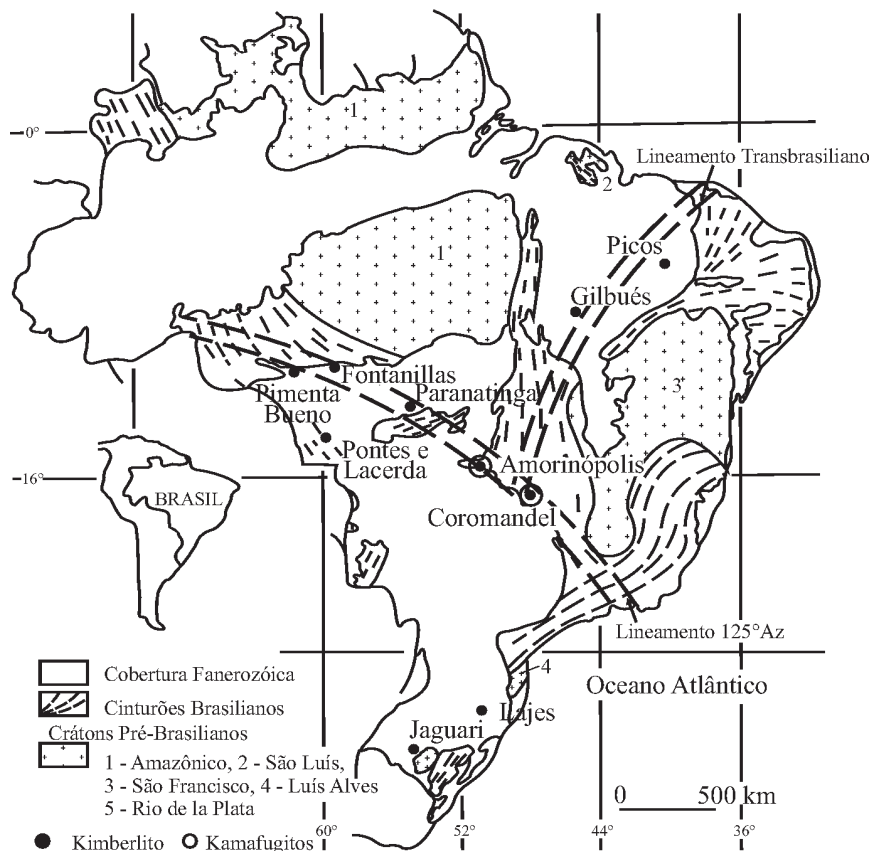 1
0°
2
Lineamento Transbrasiliano
1
Picos
Gilbués
3
Fontanillas
Pimenta
Bueno
Paranatinga
Pontes e
Lacerda
Amorinópolis
16°
BRASIL
Coromandel
Lineamento 125°Az
4
Oceano Atlântico
Lajes
Jaguari
Cobertura Fanerozóica
Cinturões Brasilianos
Crátons Pré-Brasilianos
1 - Amazônico, 2 - São Luís,
3 - São Francisco, 4 - Luís Alves
5 - Rio de la Plata
0 500 km
Kimberlito Kamafugitos
60° 52° 44° 36°